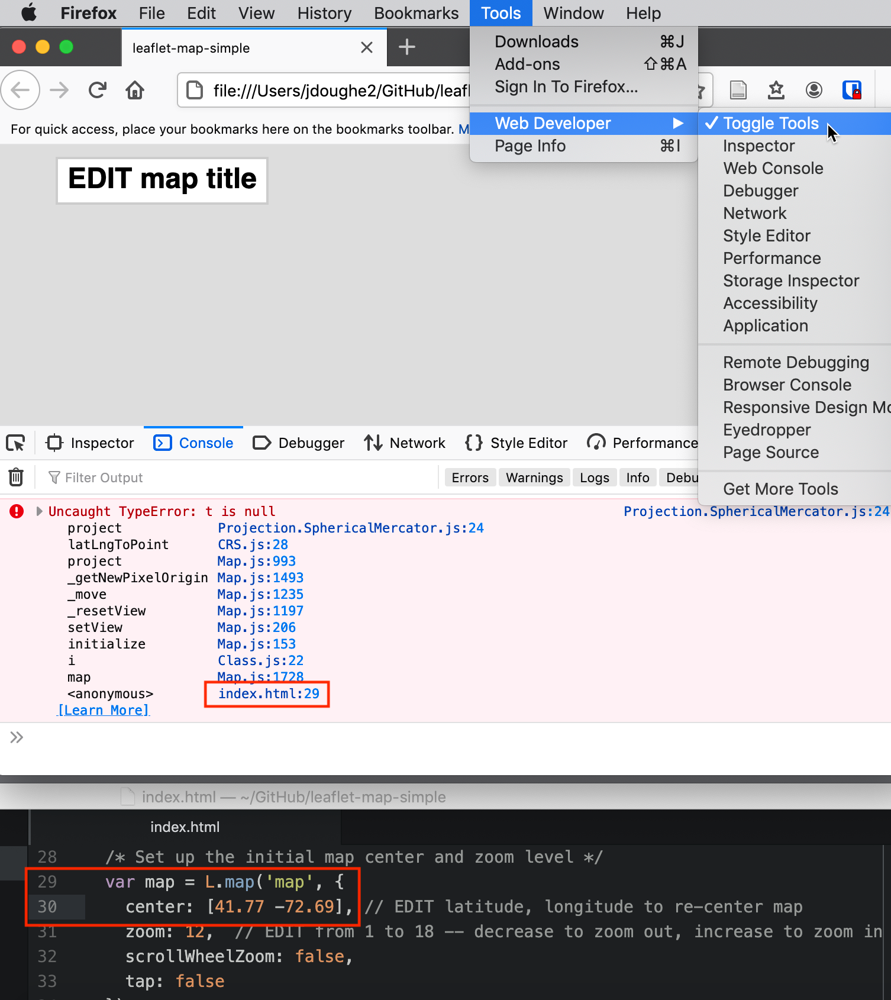 Firefox File Edit View History Bookmarks Tools Window Help
leaflet-map-simple
Downloads ⌘J
Add-ons ⇧⌘A
Sign In To Firefox...
file:///Users/jdoughe2/GitHub/leafl
Web Developer
Page Info ⌘I
✓ Toggle Tools
Inspector
Web Console
Debugger
Network
Style Editor
Performance
Storage Inspector
Accessibility
Application
Remote Debugging
Browser Console
Responsive Design Mo
Eyedropper
Page Source
Get More Tools
For quick access, place your bookmarks here on the bookmarks toolbar. M
EDIT map title
Inspector Console Debugger Network Style Editor Performance
Filter Output Errors Warnings Logs Info Debu
Uncaught TypeError: t is null Projection.SphericalMercator.js:24
project Projection.SphericalMercator.js:24
latLngToPoint CRS.js:28
project Map.js:993
_getNewPixelOrigin Map.js:1493
_move Map.js:1235
_resetView Map.js:1197
setView Map.js:206
initialize Map.js:153
i Class.js:22
map Map.js:1728
<anonymous> index.html:29
[Learn More]
index.html — ~/GitHub/leaflet-map-simple
index.html
28 /* Set up the initial map center and zoom level */
29 var map = L.map('map', {
30 center: [41.77 -72.69], // EDIT latitude, longitude to re-center map
31 zoom: 12, // EDIT from 1 to 18 -- decrease to zoom out, increase to zoom in
32 scrollWheelZoom: false,
33 tap: false